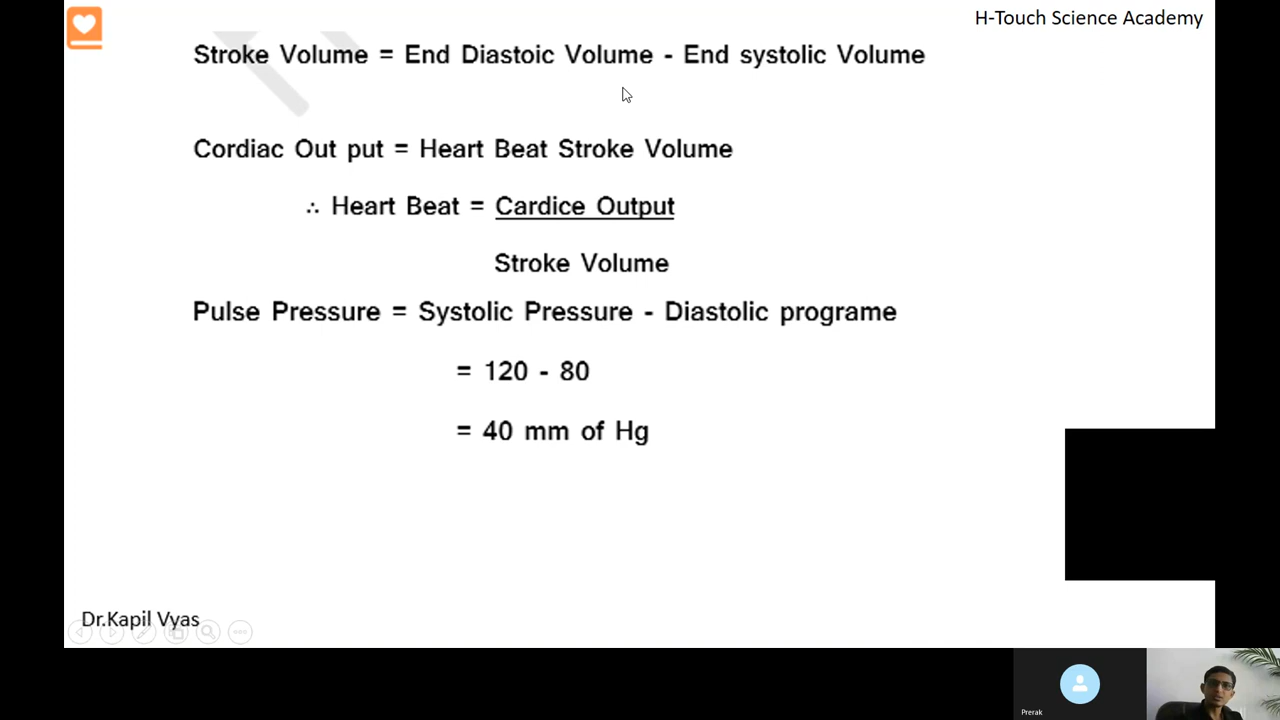 H-Touch Science Academy
Stroke Volume = End Diastoic Volume - End systolic Volume
Cordiac Out put = Heart Beat Stroke Volume
∴ Heart Beat = Cardice Output
Stroke Volume
Pulse Pressure = Systolic Pressure - Diastolic programe
= 120 - 80
= 40 mm of Hg
Dr.Kapil Vyas
Prerak